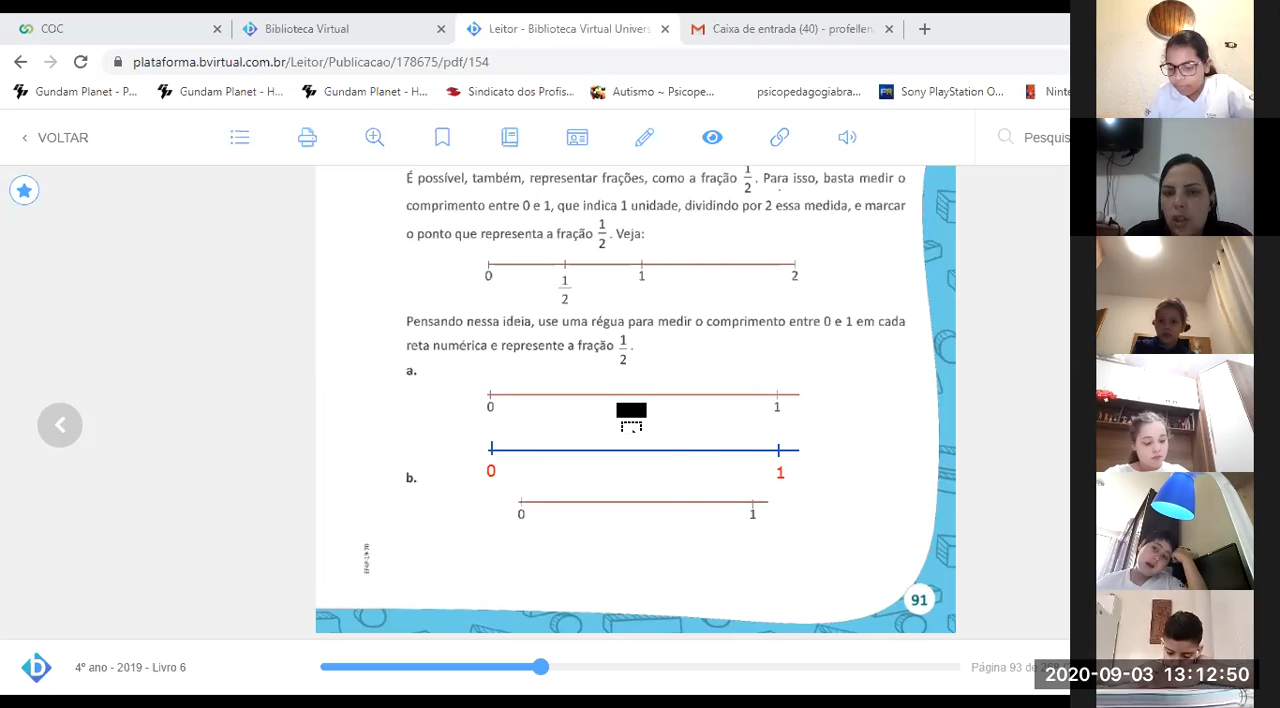 COC
Biblioteca Virtual
Leitor - Biblioteca Virtual Univers
Caixa de entrada (40) - profellen
plataforma.bvirtual.com.br/Leitor/Publicacao/178675/pdf/154
Gundam Planet - P...
Gundam Planet - H...
Gundam Planet - H...
Sindicato dos Profis...
Autismo ~ Psicope...
psicopedagogiabra...
Sony PlayStation O...
Ninte
VOLTAR
Pesquis
É possível, também, representar frações, como a fração 1/2. Para isso, basta medir o
comprimento entre 0 e 1, que indica 1 unidade, dividindo por 2 essa medida, e marcar
o ponto que representa a fração 1/2. Veja:
0 1/2 1 2
Pensando nessa ideia, use uma régua para medir o comprimento entre 0 e 1 em cada
reta numérica e represente a fração 1/2.
a.
0 1
0 1
b.
0 1
91
4º ano - 2019 - Livro 6
Página 93 de
2020-09-03 13:12:50